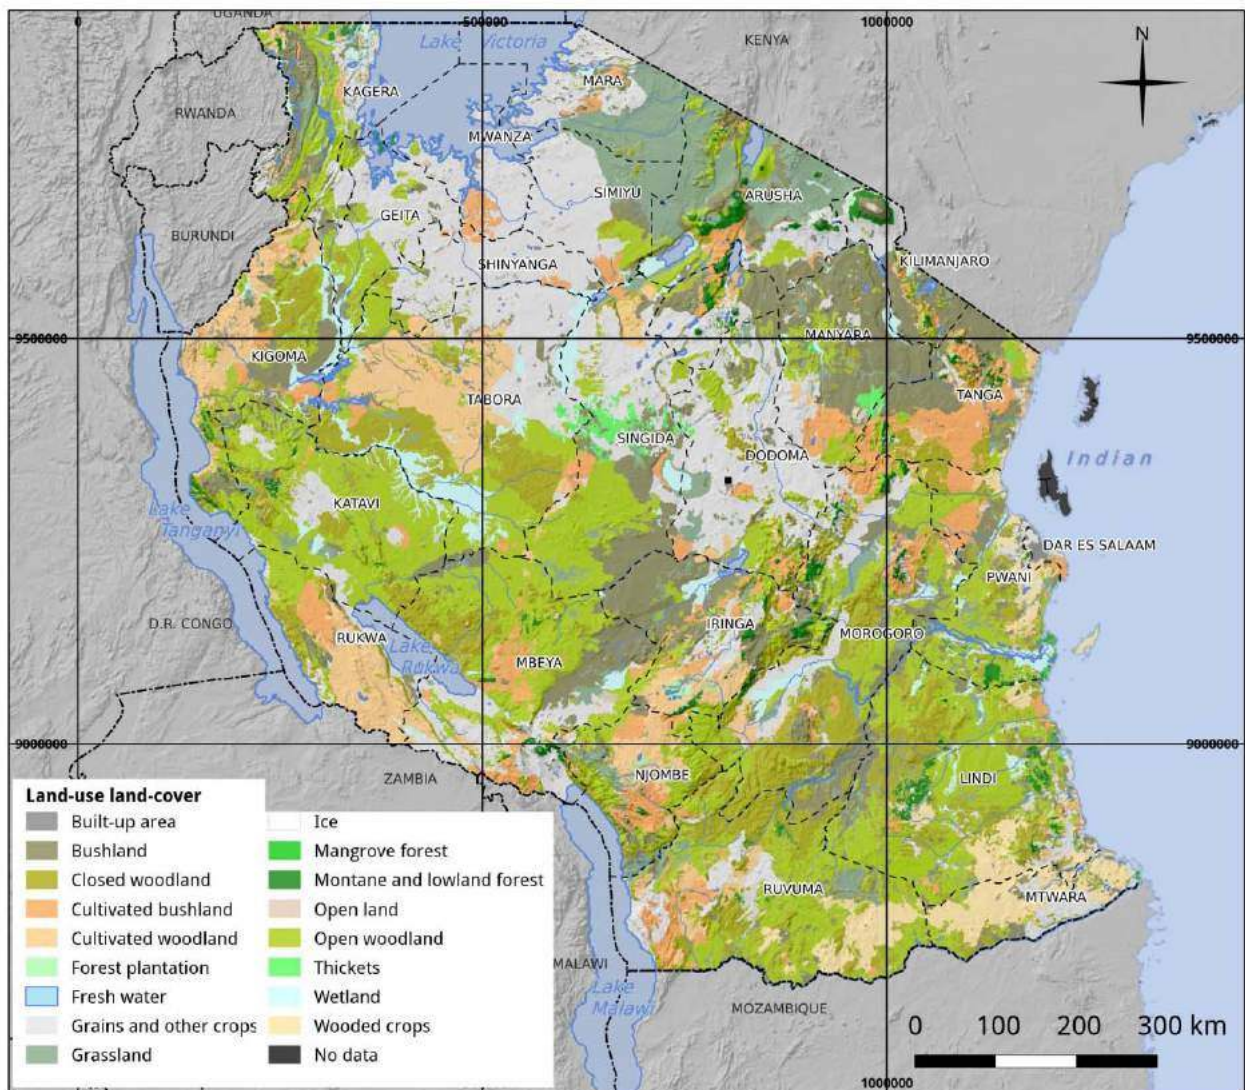 UGANDA
0
500000
1000000
Lake Victoria
KENYA
N
MARA
KAGERA
RWANDA
MWANZA
SIMIYU
ARUSHA
GEITA
BURUNDI
SHINYANGA
KILIMANJARO
MANYARA
9500000
9500000
KIGOMA
TANGA
TABORA
SINGIDA
DODOMA
Indian
KATAVI
Lake
Tanganyi
DAR ES SALAAM
PWANI
D.R. CONGO
RUKWA
IRINGA
MOROGORO
Lake
Rukwa
MBEYA
9000000
9000000
ZAMBIA
NJOMBE
LINDI
Land-use land-cover
Built-up area
Bushland
Closed woodland
Cultivated bushland
Cultivated woodland
Forest plantation
Fresh water
Grains and other crops
Grassland
Ice
Mangrove forest
Montane and lowland forest
Open land
Open woodland
Thickets
Wetland
Wooded crops
No data
RUVUMA
MTWARA
MALAWI
Lake
Malawi
MOZAMBIQUE
0 100 200 300 km
1000000